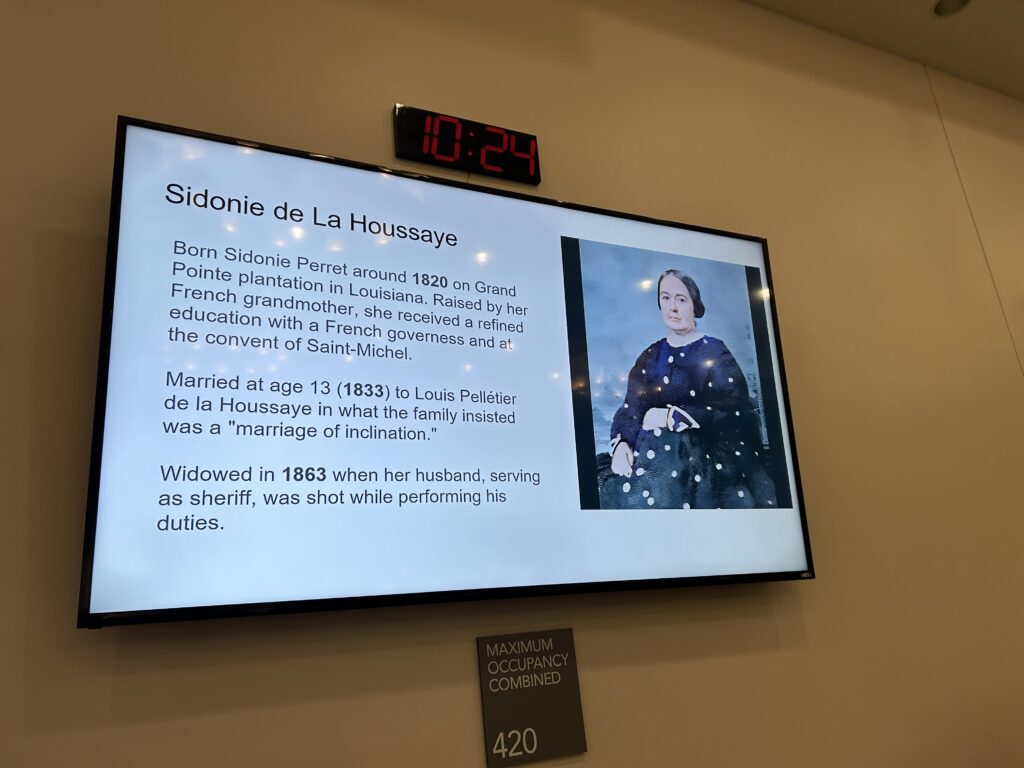 10:24
Sidonie de La Houssaye
Born Sidonie Perret around 1820 on Grand
Pointe plantation in Louisiana. Raised by her
French grandmother, she received a refined
education with a French governess and at
the convent of Saint-Michel.
Married at age 13 (1833) to Louis Pellétier
de la Houssaye in what the family insisted
was a "marriage of inclination."
Widowed in 1863 when her husband, serving
as sheriff, was shot while performing his
duties.
MAXIMUM
OCCUPANCY
COMBINED
420